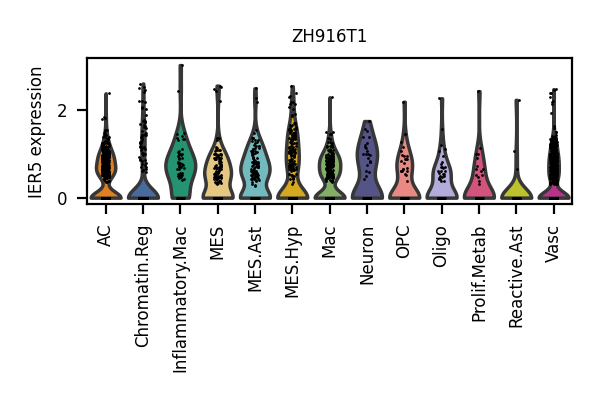 ZH916T1
IER5 expression
2
0
AC
Chromatin.Reg
Inflammatory.Mac
MES
MES.Ast
MES.Hyp
Mac
Neuron
OPC
Oligo
Prolif.Metab
Reactive.Ast
Vasc